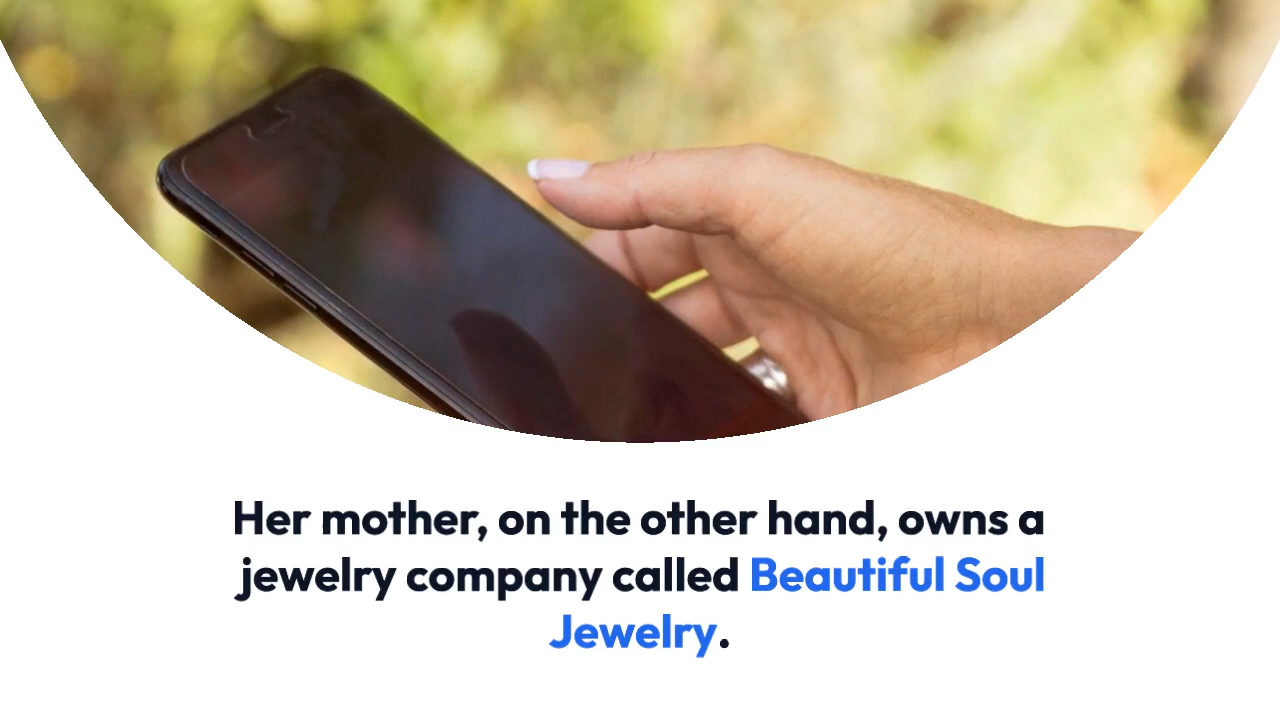 Her mother, on the other hand, owns a
jewelry company called Beautiful Soul
Jewelry.